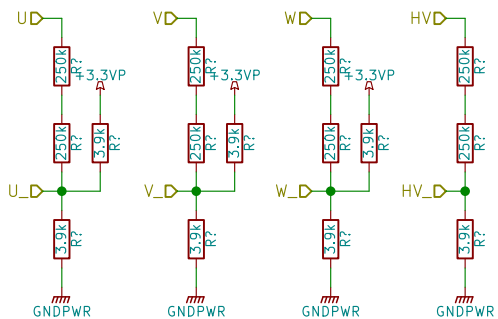 U V W HV
250k R? 250k R? 250k R? 250k R?
+3.3VP +3.3VP +3.3VP
250k R? 3.9k R? 250k R? 3.9k R? 250k R? 3.9k R? 250k R?
U_ V_ W_ HV_
3.9k R? 3.9k R? 3.9k R? 3.9k R?
GNDPWR GNDPWR GNDPWR GNDPWR